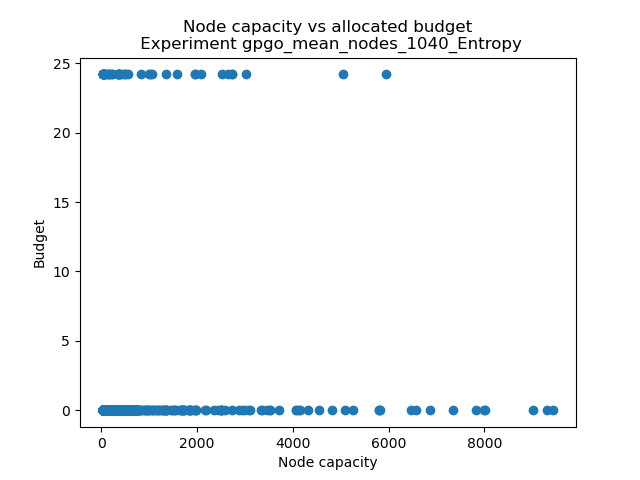 Node capacity vs allocated budget
Experiment gpgo_mean_nodes_1040_Entropy
25
20
15
10
5
0
Budget
0 2000 4000 6000 8000
Node capacity